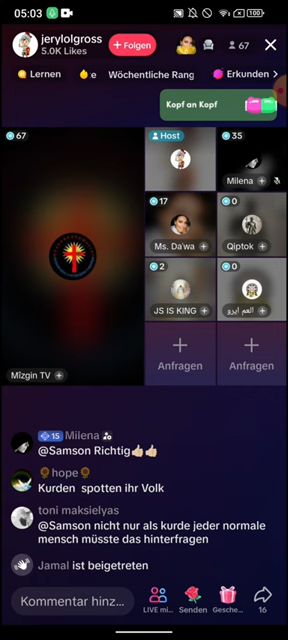 05:03
100
jerylolgross
5.0K Likes
+ Folgen
67
Lernen
e
Wöchentliche Rang
Erkunden
Kopf an Kopf
67
Host
35
Milena
17
Ms. Da'wa
0
Qiptok
2
JS IS KING
0
العم ايرو
Mîzgin TV
Anfragen
Anfragen
15 Milena
@Samson Richtig👍🏻👍🏻
🌻hope🌻
Kurden spotten ihr Volk
toni maksielyas
@Samson nicht nur als kurde jeder normale
mensch müsste das hinterfragen
Jamal ist beigetreten
Kommentar hinz...
LIVE mi...
Senden
Gesche...
16